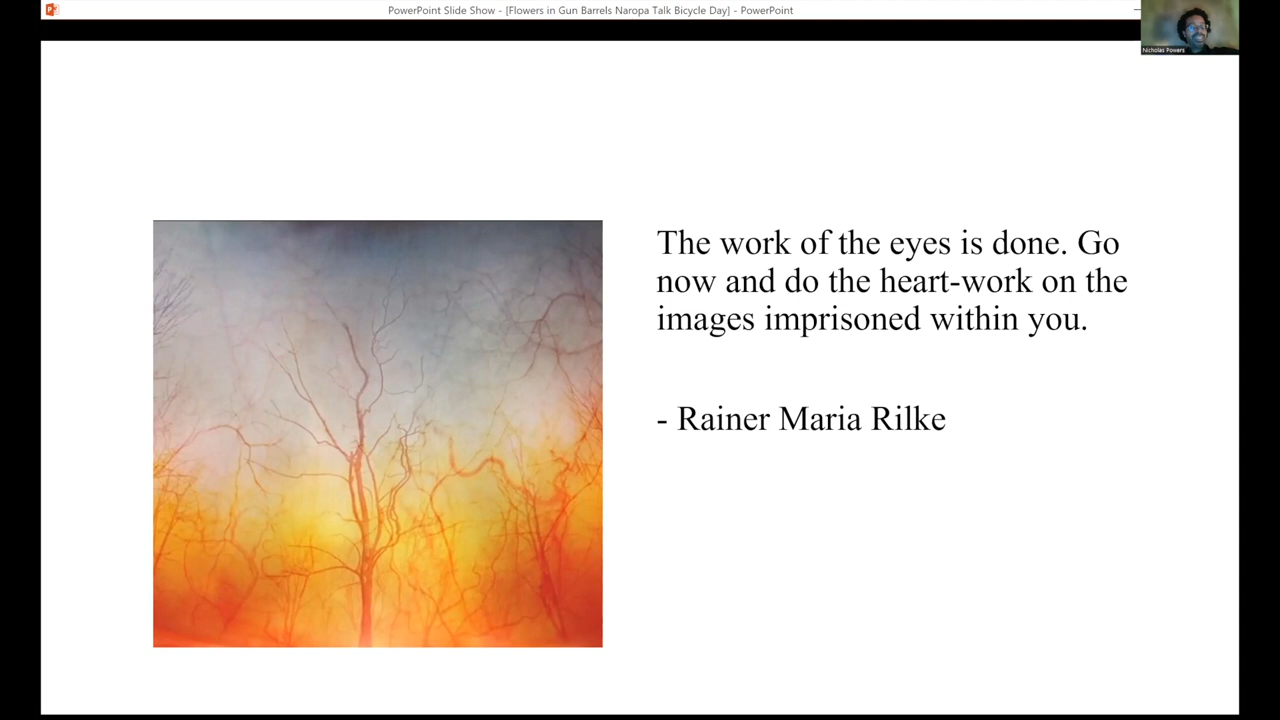 PowerPoint Slide Show - [Flowers in Gun Barrels Naropa Talk Bicycle Day] - PowerPoint
Nicholas Powers
The work of the eyes is done. Go
now and do the heart-work on the
images imprisoned within you.
- Rainer Maria Rilke